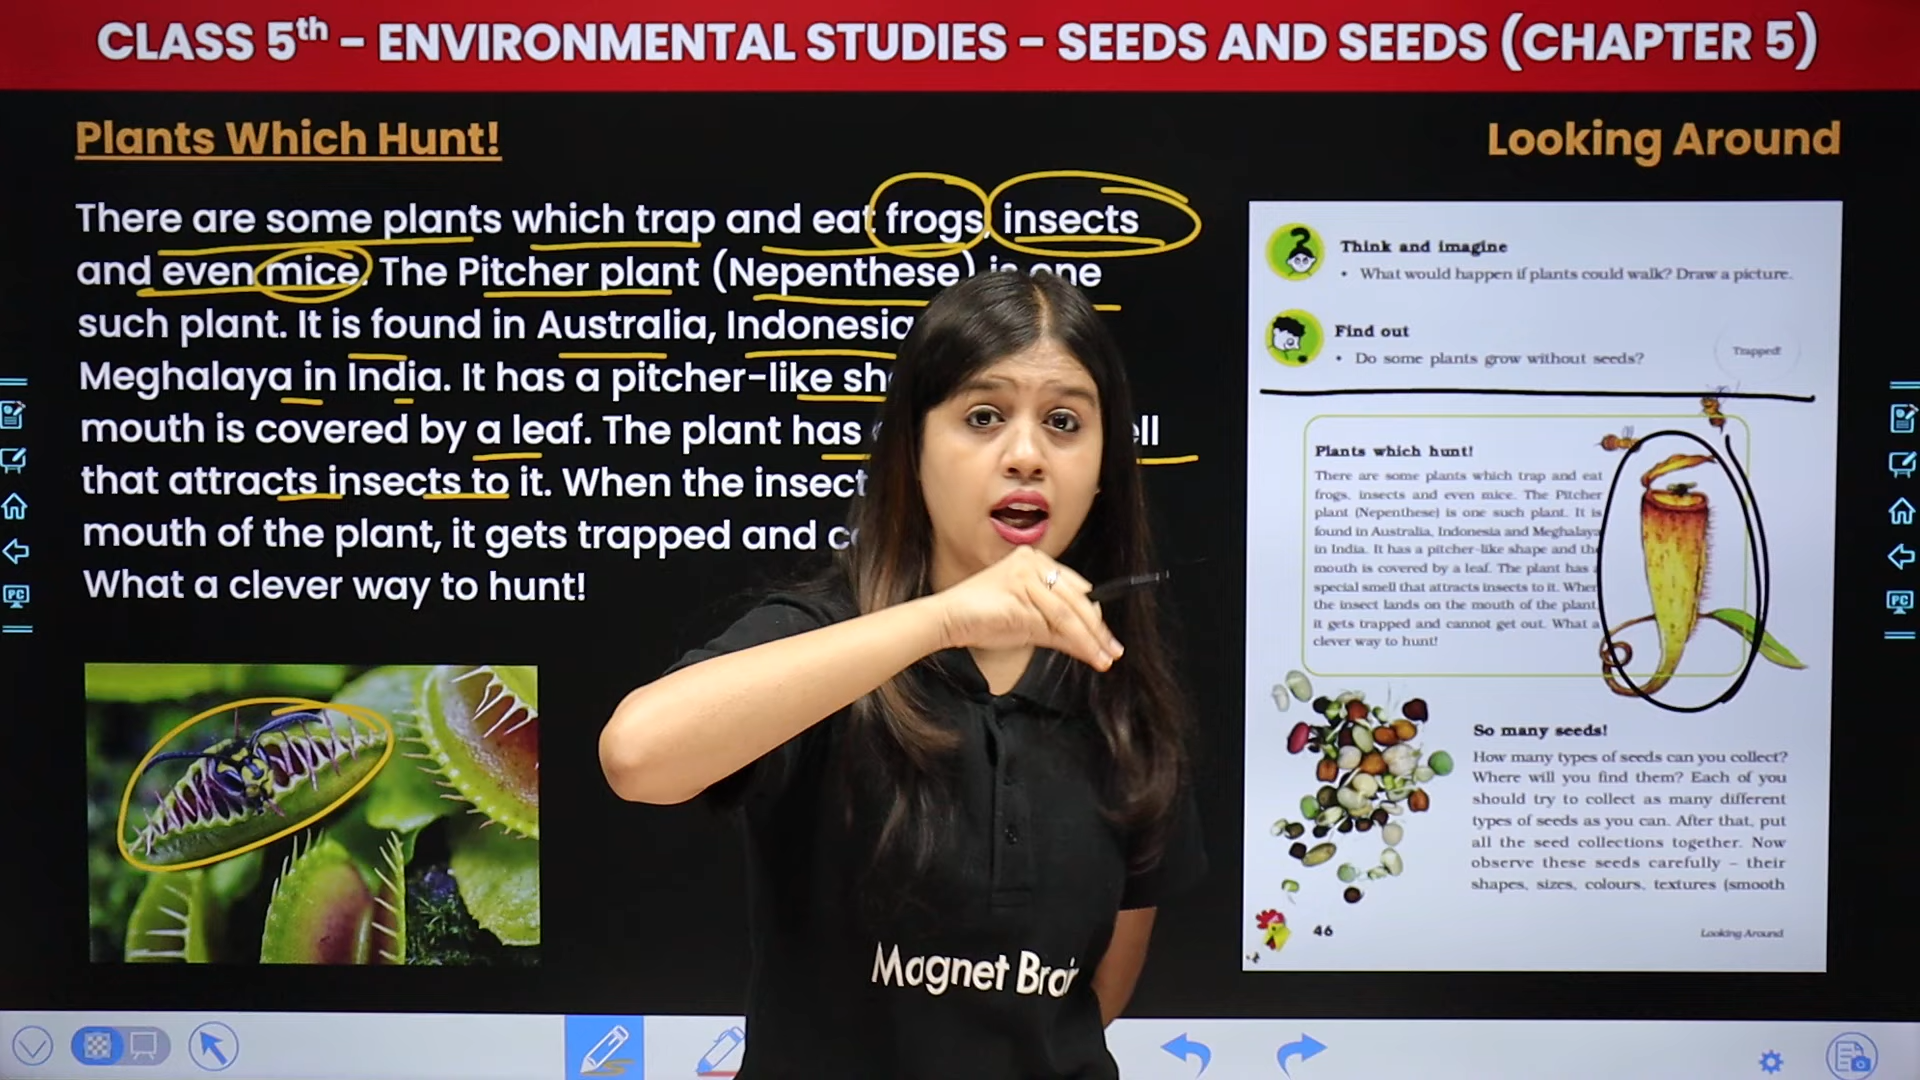 CLASS 5th - ENVIRONMENTAL STUDIES - SEEDS AND SEEDS (CHAPTER 5)
Plants Which Hunt!
There are some plants which trap and eat frogs, insects
and even mice. The Pitcher plant (Nepenthese) is one
such plant. It is found in Australia, Indonesia
Meghalaya in India. It has a pitcher-like sh
mouth is covered by a leaf. The plant has
that attracts insects to it. When the insect
mouth of the plant, it gets trapped and c
What a clever way to hunt!
Looking Around
Think and imagine
• What would happen if plants could walk? Draw a picture.
Find out
• Do some plants grow without seeds?
Trapped!
Plants which hunt!
There are some plants which trap and eat
frogs, insects and even mice. The Pitcher
plant (Nepenthese) is one such plant. It is
found in Australia, Indonesia and Meghalaya
in India. It has a pitcher-like shape and the
mouth is covered by a leaf. The plant has a
special smell that attracts insects to it. When
the insect lands on the mouth of the plant,
it gets trapped and cannot get out. What a
clever way to hunt!
So many seeds!
How many types of seeds can you collect?
Where will you find them? Each of you
should try to collect as many different
types of seeds as you can. After that, put
all the seed collections together. Now
observe these seeds carefully – their
shapes, sizes, colours, textures (smooth
46
Looking Around
Magnet Brai
PC
PC